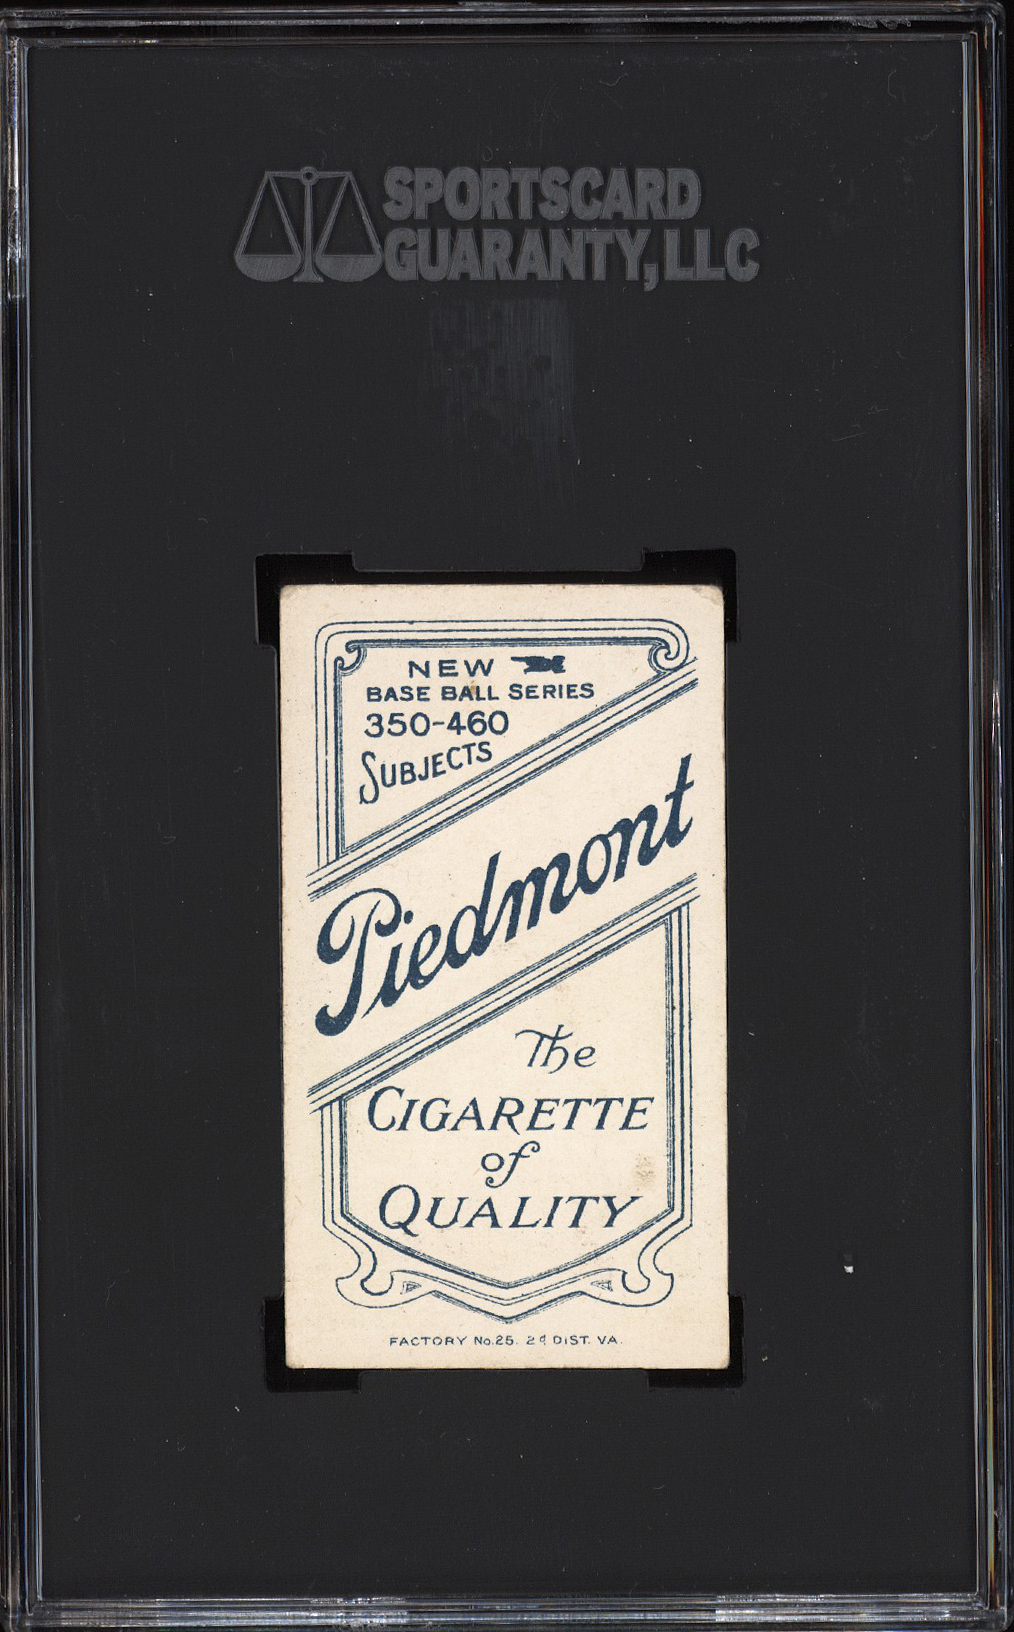 SPORTSCARD
GUARANTY, LLC
NEW
BASE BALL SERIES
350-460
SUBJECTS
Piedmont
The
CIGARETTE
of
QUALITY
FACTORY No.25. 2d DIST. VA.